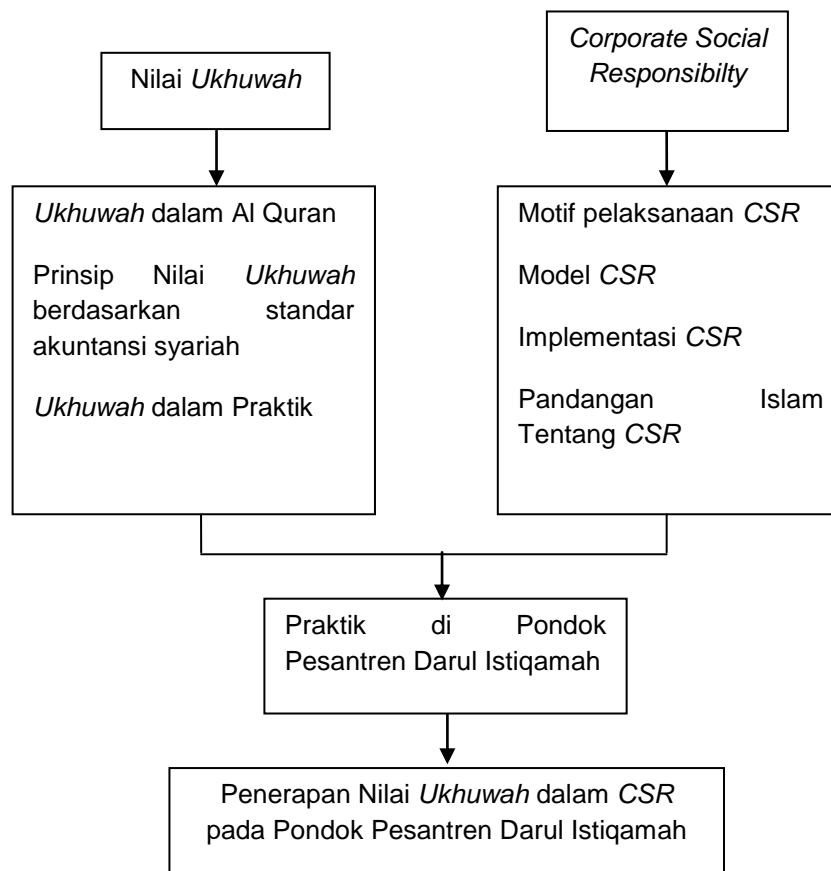 Nilai Ukhuwah
Corporate Social
Responsibilty
Ukhuwah dalam Al Quran
Prinsip Nilai Ukhuwah
berdasarkan standar
akuntansi syariah
Ukhuwah dalam Praktik
Motif pelaksanaan CSR
Model CSR
Implementasi CSR
Pandangan Islam
Tentang CSR
Praktik di Pondok
Pesantren Darul Istiqamah
Penerapan Nilai Ukhuwah dalam CSR
pada Pondok Pesantren Darul Istiqamah